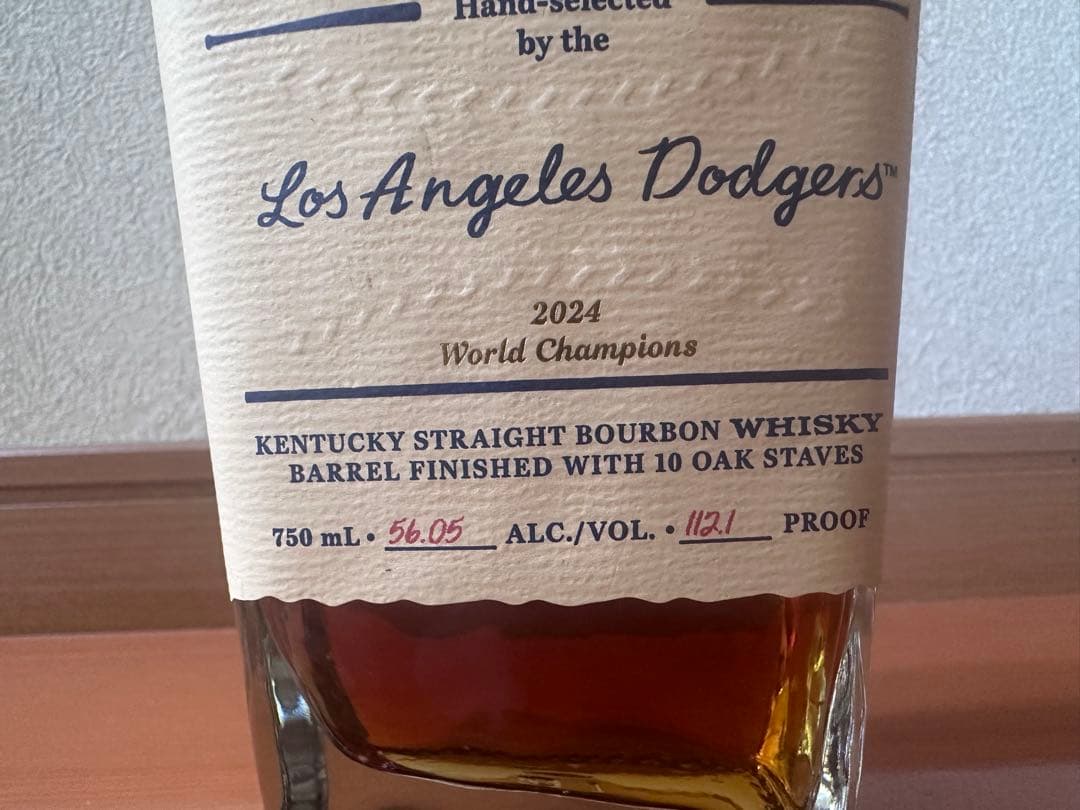 Hand-selected
by the
Los Angeles Dodgers™
2024
World Champions
KENTUCKY STRAIGHT BOURBON WHISKY
BARREL FINISHED WITH 10 OAK STAVES
750 mL • 56.05 ALC./VOL. • 112.1 PROOF